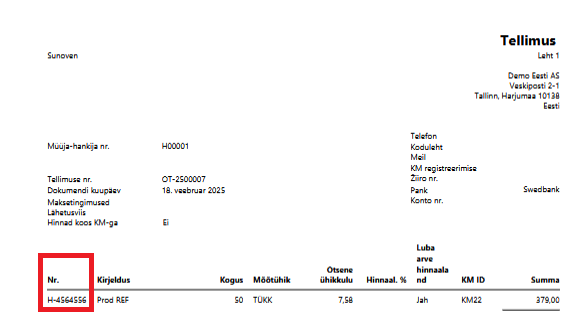 Tellimus
Sunoven Leht 1
Demo Eesti AS
Veskiposti 2-1
Tallinn, Harjumaa 10138
Eesti
Telefon
Müüja-hankija nr. H00001 Koduleht
Meil
KM registreerimise
Tellimuse nr. OT-2500007 Žiiro nr.
Dokumendi kuupäev 18. veebruar 2025 Pank Swedbank
Maksetingimused Konto nr.
Lähetusviis
Hinnad koos KM-ga Ei
Luba
arve
Otsene hinnaala
Nr. Kirjeldus Kogus Mõõtühik ühikkulu Hinnaal. % nd KM ID Summa
H-4564556 Prod REF 50 TÜKK 7,58 Jah KM22 379,00